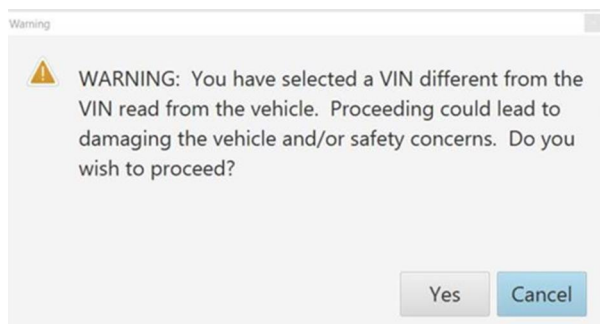 Warning
WARNING:  You have selected a VIN different from the
VIN read from the vehicle.  Proceeding could lead to
damaging the vehicle and/or safety concerns.  Do you
wish to proceed?
Yes
Cancel